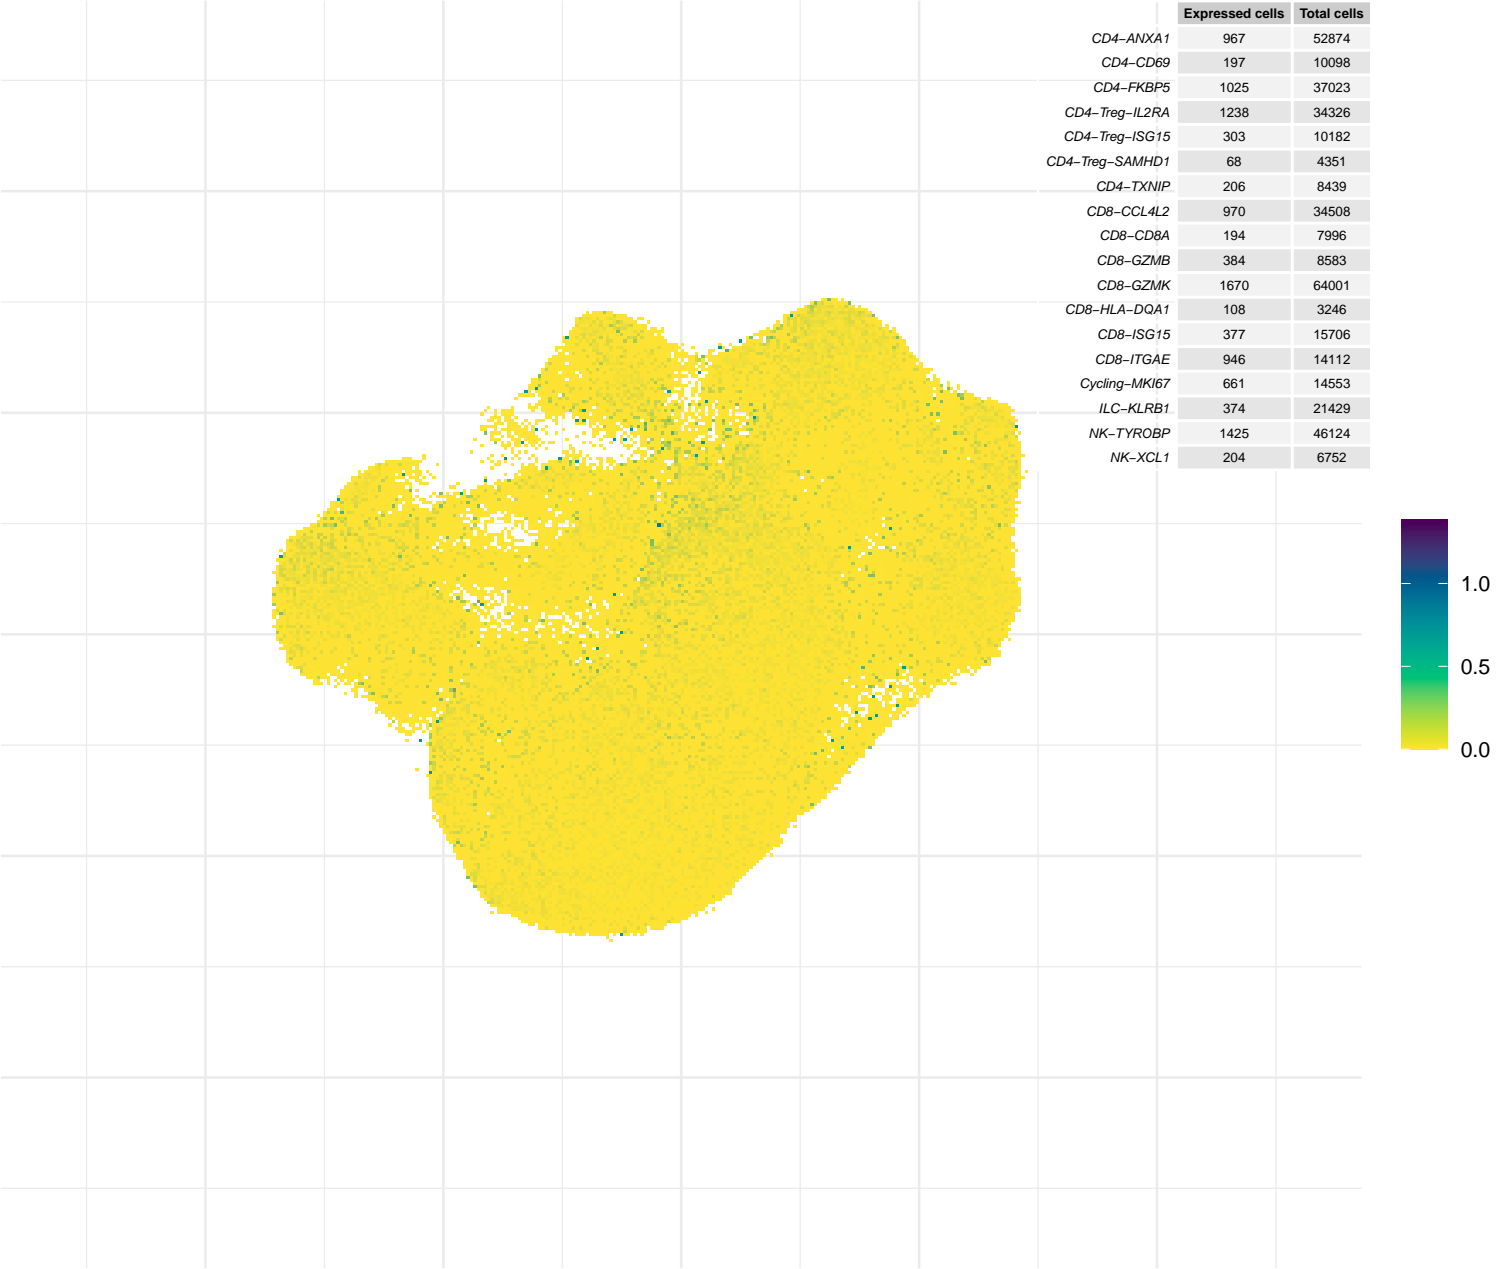 Expressed cells Total cells
CD4−ANXA1 967 52874
CD4−CD69 197 10098
CD4−FKBP5 1025 37023
CD4−Treg−IL2RA 1238 34326
CD4−Treg−ISG15 303 10182
CD4−Treg−SAMHD1 68 4351
CD4−TXNIP 206 8439
CD8−CCL4L2 970 34508
CD8−CD8A 194 7996
CD8−GZMB 384 8583
CD8−GZMK 1670 64001
CD8−HLA−DQA1 108 3246
CD8−ISG15 377 15706
CD8−ITGAE 946 14112
Cycling−MKI67 661 14553
ILC−KLRB1 374 21429
NK−TYROBP 1425 46124
NK−XCL1 204 6752
1.0
0.5
0.0